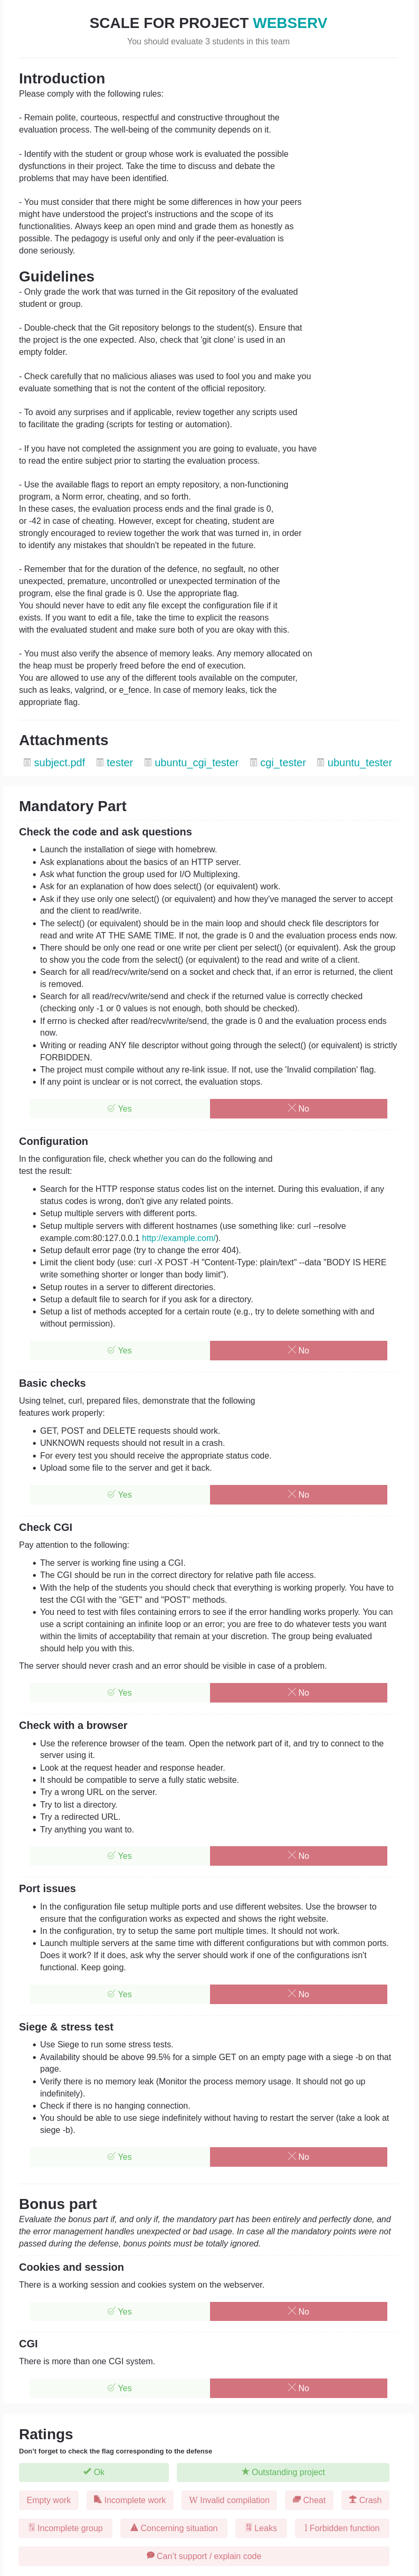 SCALE FOR PROJECT WEBSERV
You should evaluate 3 students in this team
Introduction
Please comply with the following rules:
- Remain polite, courteous, respectful and constructive throughout the
evaluation process. The well-being of the community depends on it.
- Identify with the student or group whose work is evaluated the possible
dysfunctions in their project. Take the time to discuss and debate the
problems that may have been identified.
- You must consider that there might be some differences in how your peers
might have understood the project's instructions and the scope of its
functionalities. Always keep an open mind and grade them as honestly as
possible. The pedagogy is useful only and only if the peer-evaluation is
done seriously.
Guidelines
- Only grade the work that was turned in the Git repository of the evaluated
student or group.
- Double-check that the Git repository belongs to the student(s). Ensure that
the project is the one expected. Also, check that 'git clone' is used in an
empty folder.
- Check carefully that no malicious aliases was used to fool you and make you
evaluate something that is not the content of the official repository.
- To avoid any surprises and if applicable, review together any scripts used
to facilitate the grading (scripts for testing or automation).
- If you have not completed the assignment you are going to evaluate, you have
to read the entire subject prior to starting the evaluation process.
- Use the available flags to report an empty repository, a non-functioning
program, a Norm error, cheating, and so forth.
In these cases, the evaluation process ends and the final grade is 0,
or -42 in case of cheating. However, except for cheating, student are
strongly encouraged to review together the work that was turned in, in order
to identify any mistakes that shouldn't be repeated in the future.
- Remember that for the duration of the defence, no segfault, no other
unexpected, premature, uncontrolled or unexpected termination of the
program, else the final grade is 0. Use the appropriate flag.
You should never have to edit any file except the configuration file if it
exists. If you want to edit a file, take the time to explicit the reasons
with the evaluated student and make sure both of you are okay with this.
- You must also verify the absence of memory leaks. Any memory allocated on
the heap must be properly freed before the end of execution.
You are allowed to use any of the different tools available on the computer,
such as leaks, valgrind, or e_fence. In case of memory leaks, tick the
appropriate flag.
Attachments
subject.pdf tester ubuntu_cgi_tester cgi_tester ubuntu_tester
Mandatory Part
Check the code and ask questions
• Launch the installation of siege with homebrew.
• Ask explanations about the basics of an HTTP server.
• Ask what function the group used for I/O Multiplexing.
• Ask for an explanation of how does select() (or equivalent) work.
• Ask if they use only one select() (or equivalent) and how they've managed the server to accept
and the client to read/write.
• The select() (or equivalent) should be in the main loop and should check file descriptors for
read and write AT THE SAME TIME. If not, the grade is 0 and the evaluation process ends now.
• There should be only one read or one write per client per select() (or equivalent). Ask the group
to show you the code from the select() (or equivalent) to the read and write of a client.
• Search for all read/recv/write/send on a socket and check that, if an error is returned, the client
is removed.
• Search for all read/recv/write/send and check if the returned value is correctly checked
(checking only -1 or 0 values is not enough, both should be checked).
• If errno is checked after read/recv/write/send, the grade is 0 and the evaluation process ends
now.
• Writing or reading ANY file descriptor without going through the select() (or equivalent) is strictly
FORBIDDEN.
• The project must compile without any re-link issue. If not, use the 'Invalid compilation' flag.
• If any point is unclear or is not correct, the evaluation stops.
Yes No
Configuration
In the configuration file, check whether you can do the following and
test the result:
• Search for the HTTP response status codes list on the internet. During this evaluation, if any
status codes is wrong, don't give any related points.
• Setup multiple servers with different ports.
• Setup multiple servers with different hostnames (use something like: curl --resolve
example.com:80:127.0.0.1 http://example.com/).
• Setup default error page (try to change the error 404).
• Limit the client body (use: curl -X POST -H "Content-Type: plain/text" --data "BODY IS HERE
write something shorter or longer than body limit").
• Setup routes in a server to different directories.
• Setup a default file to search for if you ask for a directory.
• Setup a list of methods accepted for a certain route (e.g., try to delete something with and
without permission).
Yes No
Basic checks
Using telnet, curl, prepared files, demonstrate that the following
features work properly:
• GET, POST and DELETE requests should work.
• UNKNOWN requests should not result in a crash.
• For every test you should receive the appropriate status code.
• Upload some file to the server and get it back.
Yes No
Check CGI
Pay attention to the following:
• The server is working fine using a CGI.
• The CGI should be run in the correct directory for relative path file access.
• With the help of the students you should check that everything is working properly. You have to
test the CGI with the "GET" and "POST" methods.
• You need to test with files containing errors to see if the error handling works properly. You can
use a script containing an infinite loop or an error; you are free to do whatever tests you want
within the limits of acceptability that remain at your discretion. The group being evaluated
should help you with this.
The server should never crash and an error should be visible in case of a problem.
Yes No
Check with a browser
• Use the reference browser of the team. Open the network part of it, and try to connect to the
server using it.
• Look at the request header and response header.
• It should be compatible to serve a fully static website.
• Try a wrong URL on the server.
• Try to list a directory.
• Try a redirected URL.
• Try anything you want to.
Yes No
Port issues
• In the configuration file setup multiple ports and use different websites. Use the browser to
ensure that the configuration works as expected and shows the right website.
• In the configuration, try to setup the same port multiple times. It should not work.
• Launch multiple servers at the same time with different configurations but with common ports.
Does it work? If it does, ask why the server should work if one of the configurations isn't
functional. Keep going.
Yes No
Siege & stress test
• Use Siege to run some stress tests.
• Availability should be above 99.5% for a simple GET on an empty page with a siege -b on that
page.
• Verify there is no memory leak (Monitor the process memory usage. It should not go up
indefinitely).
• Check if there is no hanging connection.
• You should be able to use siege indefinitely without having to restart the server (take a look at
siege -b).
Yes No
Bonus part
Evaluate the bonus part if, and only if, the mandatory part has been entirely and perfectly done, and
the error management handles unexpected or bad usage. In case all the mandatory points were not
passed during the defense, bonus points must be totally ignored.
Cookies and session
There is a working session and cookies system on the webserver.
Yes No
CGI
There is more than one CGI system.
Yes No
Ratings
Don't forget to check the flag corresponding to the defense
Ok Outstanding project
Empty work Incomplete work Invalid compilation Cheat Crash
Incomplete group Concerning situation Leaks Forbidden function
Can't support / explain code